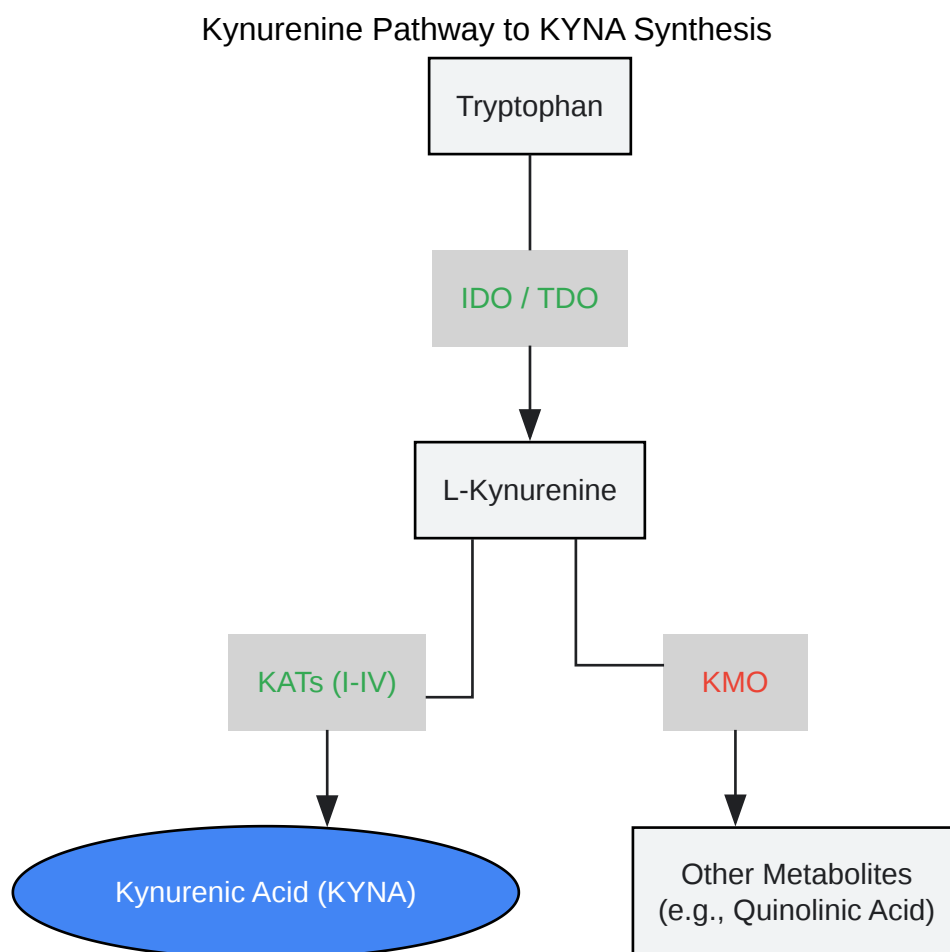 Kynurenine Pathway to KYNA Synthesis
Tryptophan
IDO / TDO
L-Kynurenine
KATs (I-IV)
KMO
Kynurenic Acid (KYNA)
Other Metabolites
(e.g., Quinolinic Acid)